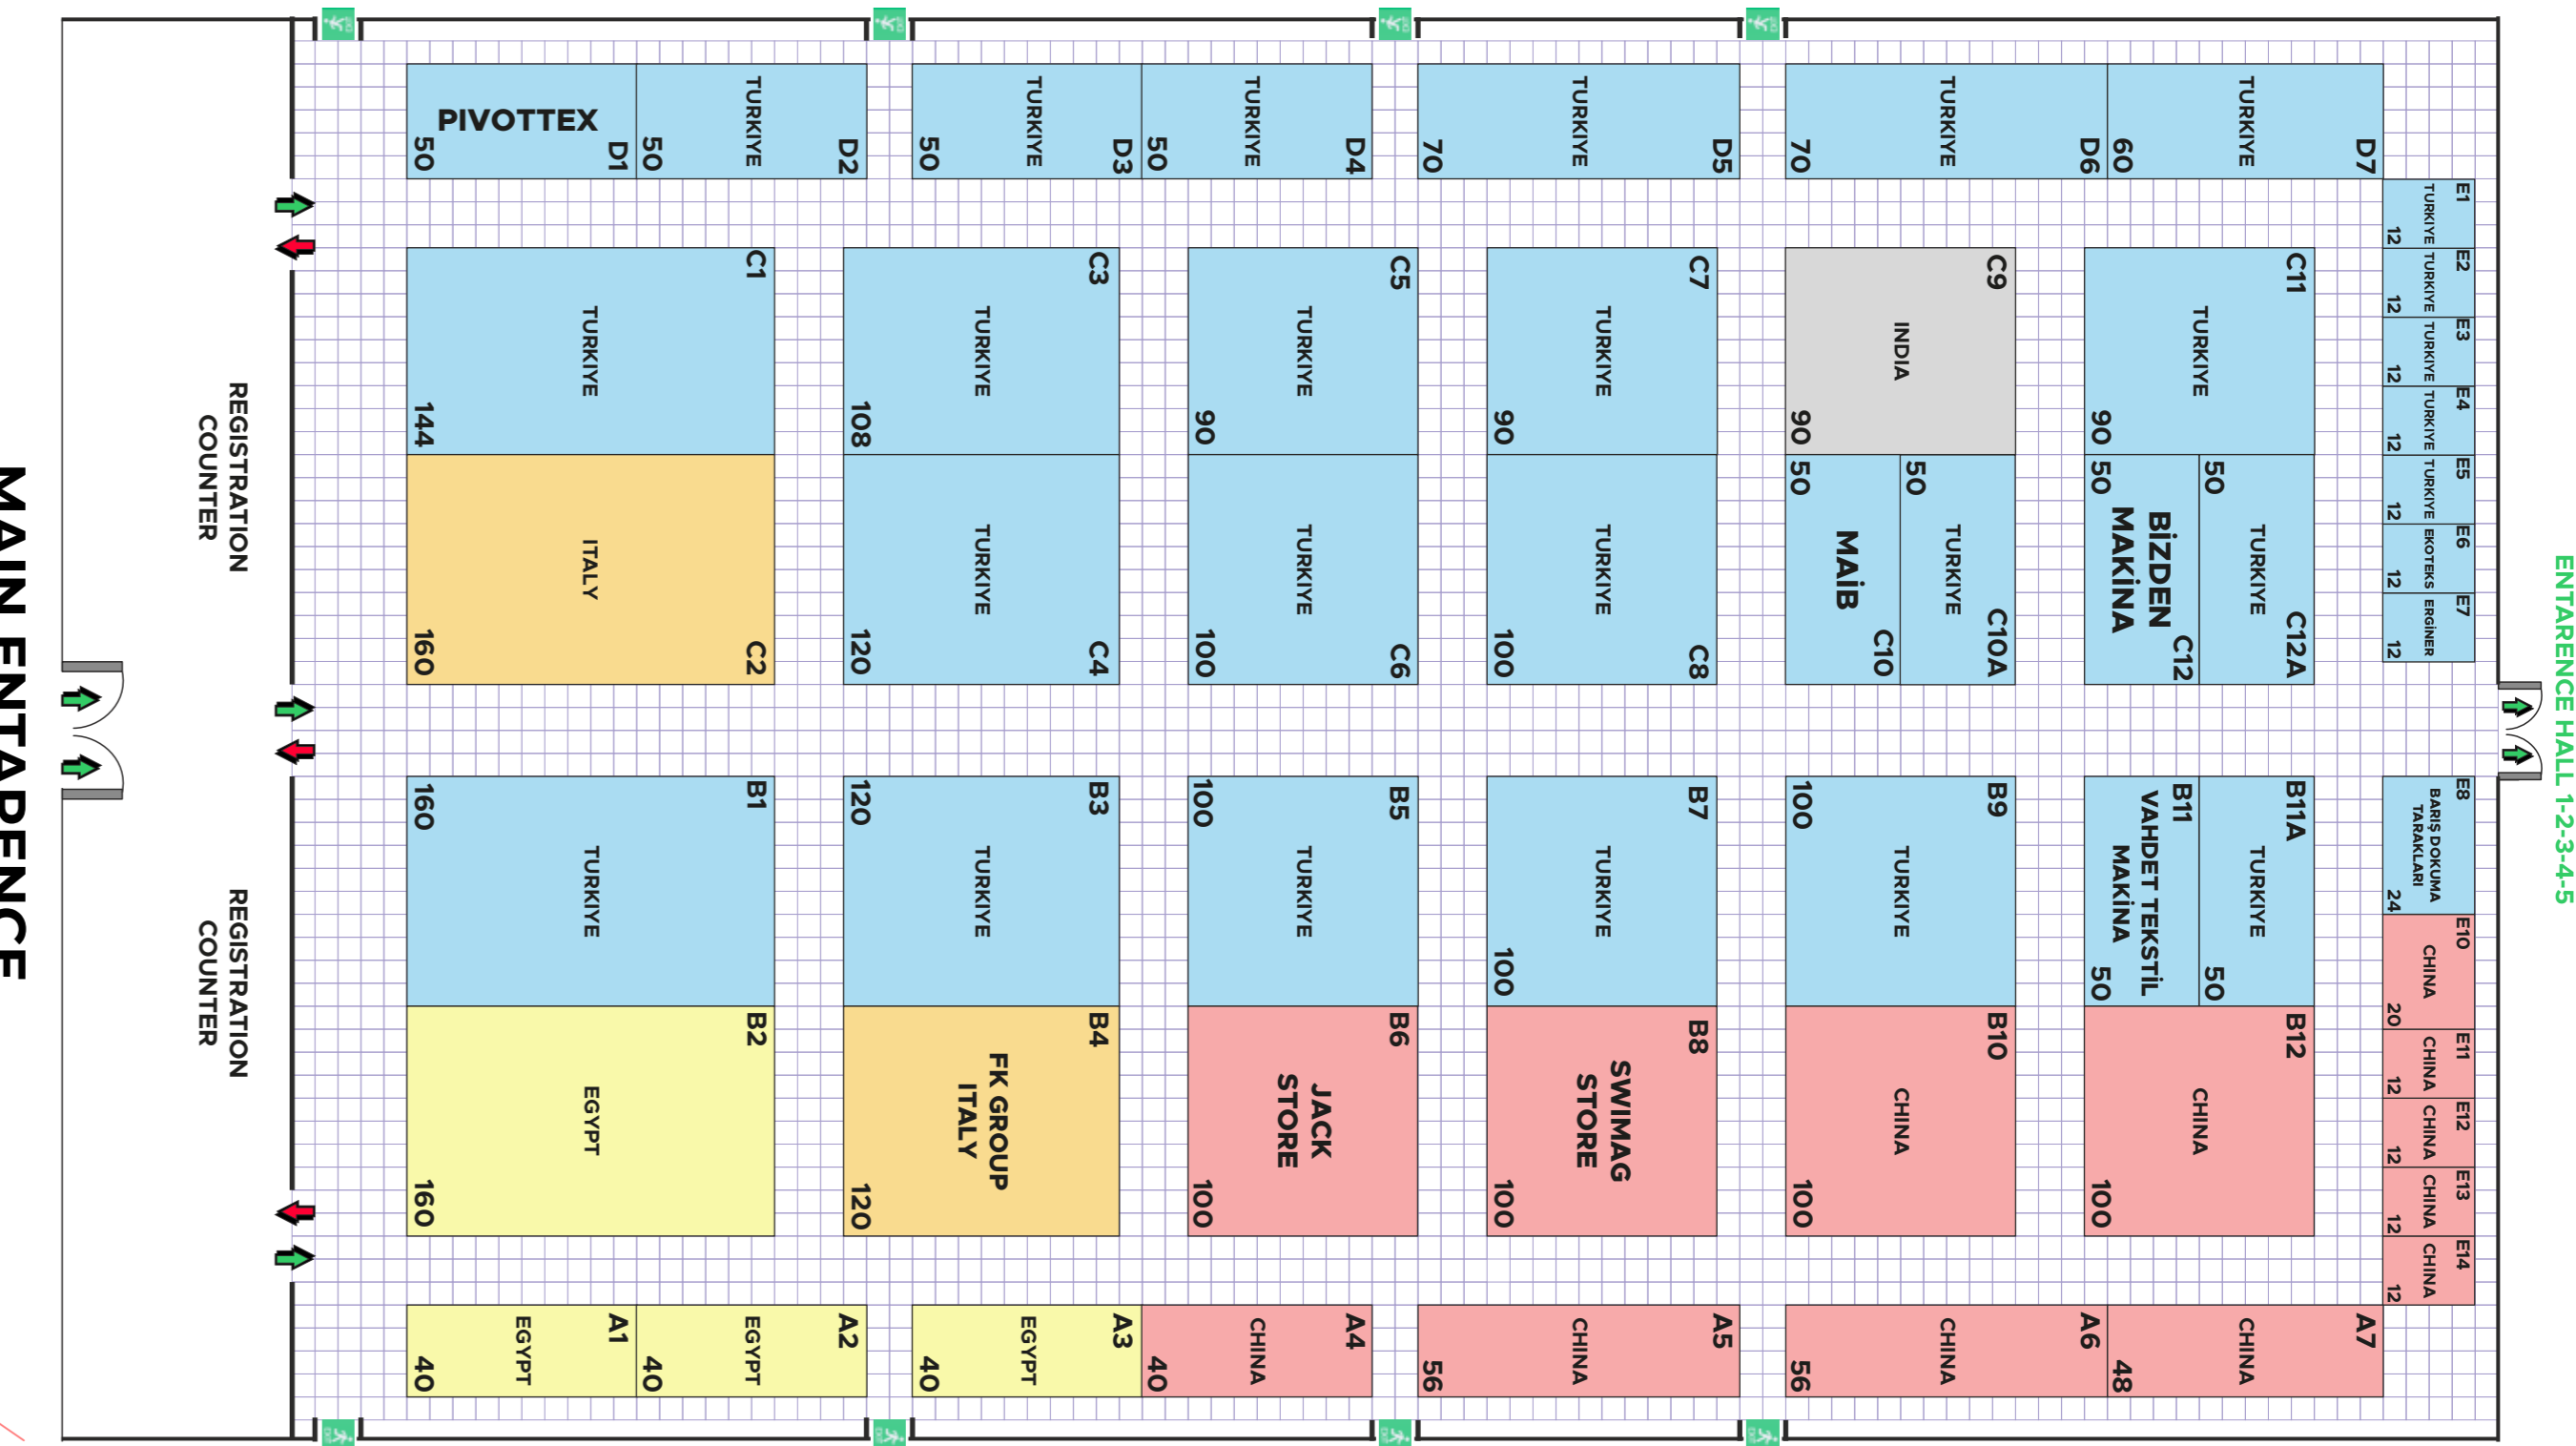 MAIN ENTARENCE
REGISTRATION
COUNTER
REGISTRATION
COUNTER
ENTARENCE HALL 1-2-3-4-5
PIVOTTEX
D1
50
TURKIYE
D2
50
TURKIYE
D3
50
TURKIYE
D4
50
TURKIYE
D5
70
TURKIYE
D6
70
TURKIYE
D7
60
E1
TURKIYE
12
E2
TURKIYE
12
E3
TURKIYE
12
E4
TURKIYE
12
E5
TURKIYE
12
E6
EKOTEKS
12
E7
ERGİNER
12
C1
TURKIYE
144
C3
TURKIYE
108
C5
TURKIYE
90
C7
TURKIYE
90
C9
INDIA
90
C11
TURKIYE
90
ITALY
C2
160
TURKIYE
C4
120
TURKIYE
C6
100
TURKIYE
C8
100
50
MAİB
C10
50
TURKIYE
C10A
50
BİZDEN
MAKİNA
C12
50
TURKIYE
C12A
B1
160
TURKIYE
B3
120
TURKIYE
B5
100
TURKIYE
B7
TURKIYE
100
B9
100
TURKIYE
B11
VAHDET TEKSTİL
MAKİNA
50
B11A
TURKIYE
50
E8
BARIŞ DOKUMA
TARAKLARI
24
E10
CHINA
20
E11
CHINA
12
E12
CHINA
12
E13
CHINA
12
E14
CHINA
12
B2
EGYPT
160
B4
FK GROUP
ITALY
120
B6
JACK
STORE
100
B8
SWIMAG
STORE
100
B10
CHINA
100
B12
CHINA
100
A1
EGYPT
40
A2
EGYPT
40
A3
EGYPT
40
A4
CHINA
40
A5
CHINA
56
A6
CHINA
56
A7
CHINA
48